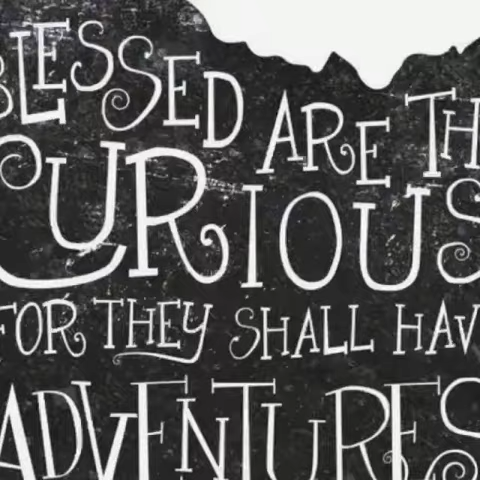 BLESSED ARE TH
CURIOUS
FOR THEY SHALL HAV
ADVENTURES